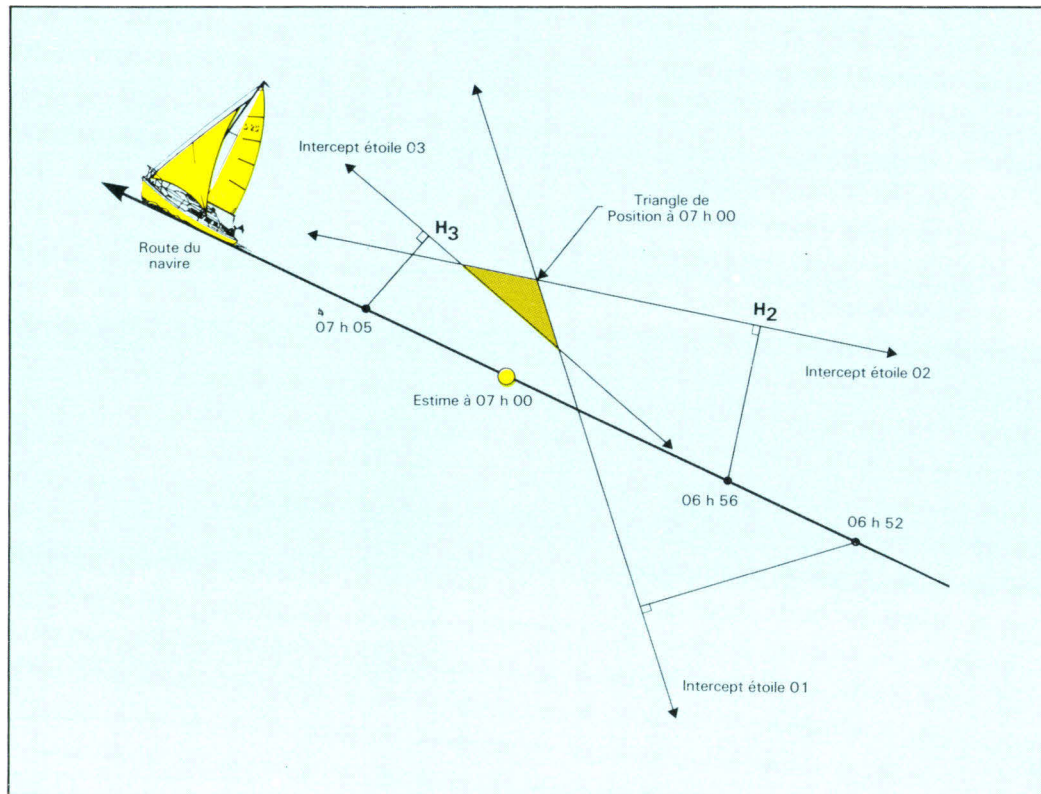 Intercept étoile 03
Triangle de
Position à 07 h 00
H3
Route du
navire
H2
07 h 05
Intercept étoile 02
Estime à 07 h 00
06 h 56
06 h 52
Intercept étoile 01